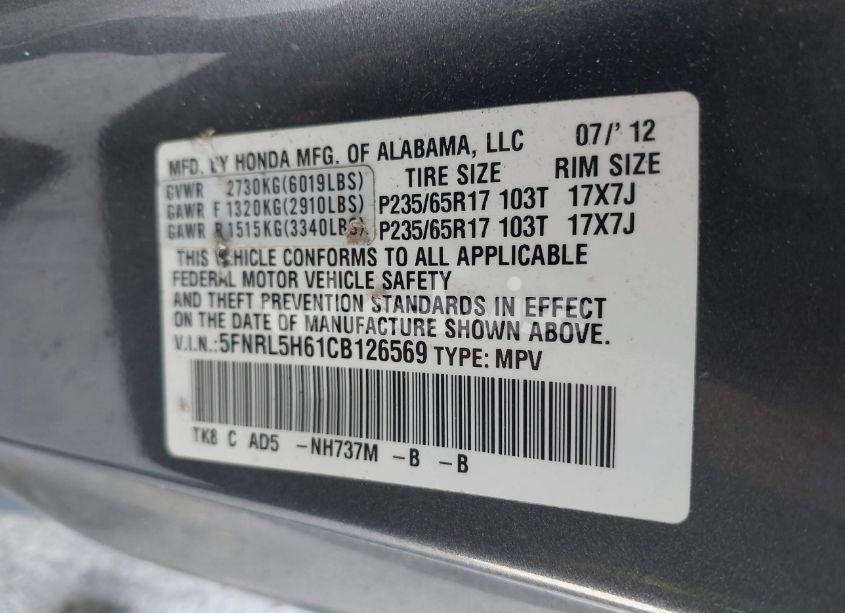 MFD. BY HONDA MFG. OF ALABAMA, LLC 07/' 12
GVWR 2730KG(6019LBS) TIRE SIZE RIM SIZE
GAWR F 1320KG(2910LBS) P235/65R17 103T 17X7J
GAWR R 1515KG(3340LBS) P235/65R17 103T 17X7J
THIS VEHICLE CONFORMS TO ALL APPLICABLE
FEDERAL MOTOR VEHICLE SAFETY
AND THEFT PREVENTION STANDARDS IN EFFECT
ON THE DATE OF MANUFACTURE SHOWN ABOVE.
V.I.N.:5FNRL5H61CB126569 TYPE: MPV
TK8 C AD5 -NH737M -B -B